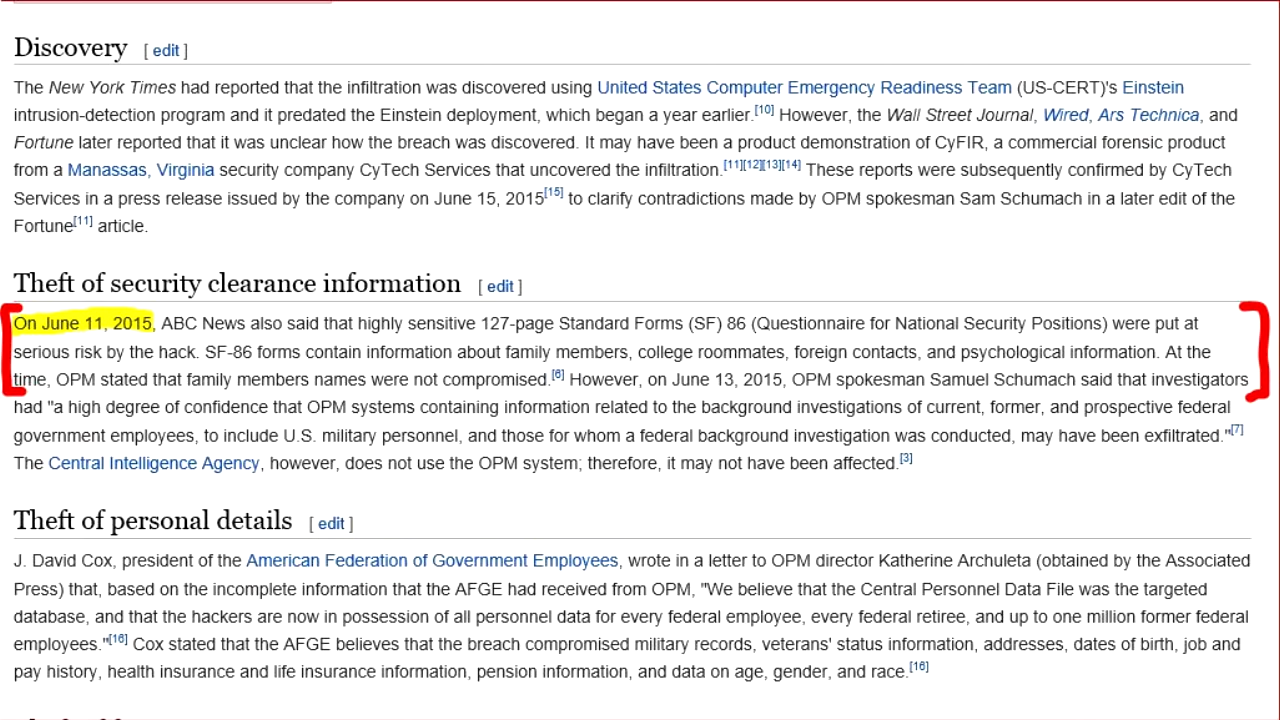 Discovery [ edit ]
The New York Times had reported that the infiltration was discovered using United States Computer Emergency Readiness Team (US-CERT)'s Einstein
intrusion-detection program and it predated the Einstein deployment, which began a year earlier.[10] However, the Wall Street Journal, Wired, Ars Technica, and
Fortune later reported that it was unclear how the breach was discovered. It may have been a product demonstration of CyFIR, a commercial forensic product
from a Manassas, Virginia security company CyTech Services that uncovered the infiltration.[11][12][13][14] These reports were subsequently confirmed by CyTech
Services in a press release issued by the company on June 15, 2015[15] to clarify contradictions made by OPM spokesman Sam Schumach in a later edit of the
Fortune[11] article.
Theft of security clearance information [ edit ]
On June 11, 2015, ABC News also said that highly sensitive 127-page Standard Forms (SF) 86 (Questionnaire for National Security Positions) were put at
serious risk by the hack. SF-86 forms contain information about family members, college roommates, foreign contacts, and psychological information. At the
time, OPM stated that family members names were not compromised.[6] However, on June 13, 2015, OPM spokesman Samuel Schumach said that investigators
had "a high degree of confidence that OPM systems containing information related to the background investigations of current, former, and prospective federal
government employees, to include U.S. military personnel, and those for whom a federal background investigation was conducted, may have been exfiltrated."[7]
The Central Intelligence Agency, however, does not use the OPM system; therefore, it may not have been affected.[3]
Theft of personal details [ edit ]
J. David Cox, president of the American Federation of Government Employees, wrote in a letter to OPM director Katherine Archuleta (obtained by the Associated
Press) that, based on the incomplete information that the AFGE had received from OPM, "We believe that the Central Personnel Data File was the targeted
database, and that the hackers are now in possession of all personnel data for every federal employee, every federal retiree, and up to one million former federal
employees."[16] Cox stated that the AFGE believes that the breach compromised military records, veterans' status information, addresses, dates of birth, job and
pay history, health insurance and life insurance information, pension information, and data on age, gender, and race.[16]